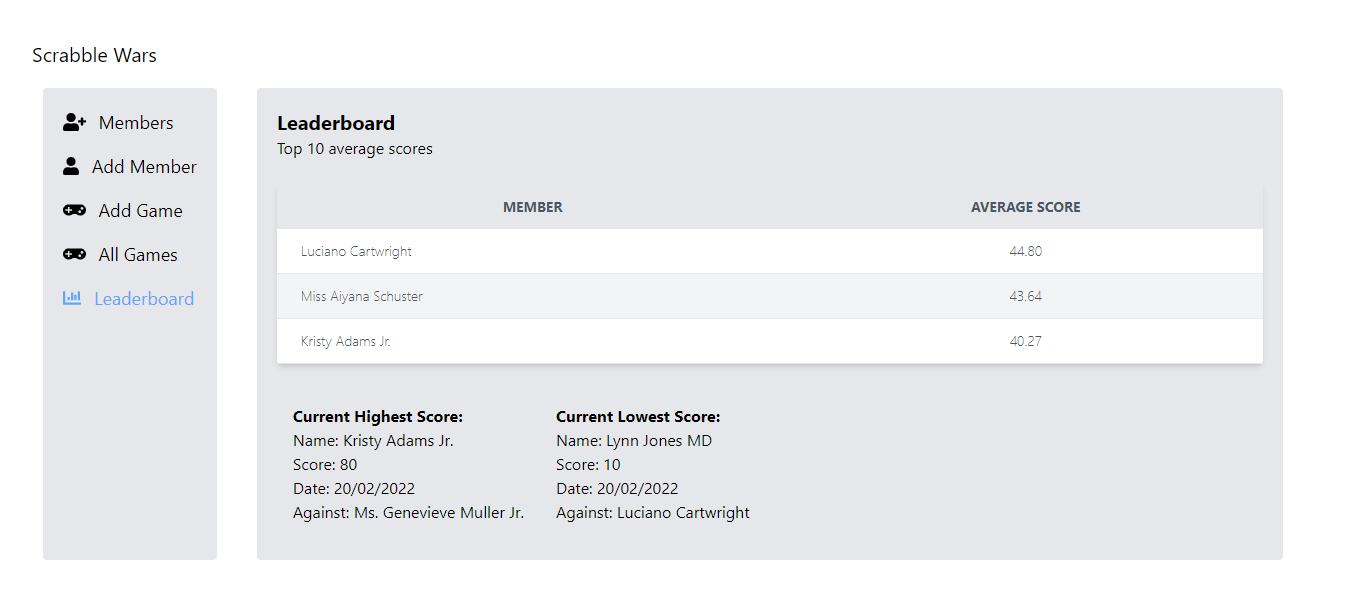 Scrabble Wars
Members
Add Member
Add Game
All Games
Leaderboard
Leaderboard
Top 10 average scores
MEMBER AVERAGE SCORE
Luciano Cartwright 44.80
Miss Aiyana Schuster 43.64
Kristy Adams Jr. 40.27
Current Highest Score:
Name: Kristy Adams Jr.
Score: 80
Date: 20/02/2022
Against: Ms. Genevieve Muller Jr.
Current Lowest Score:
Name: Lynn Jones MD
Score: 10
Date: 20/02/2022
Against: Luciano Cartwright